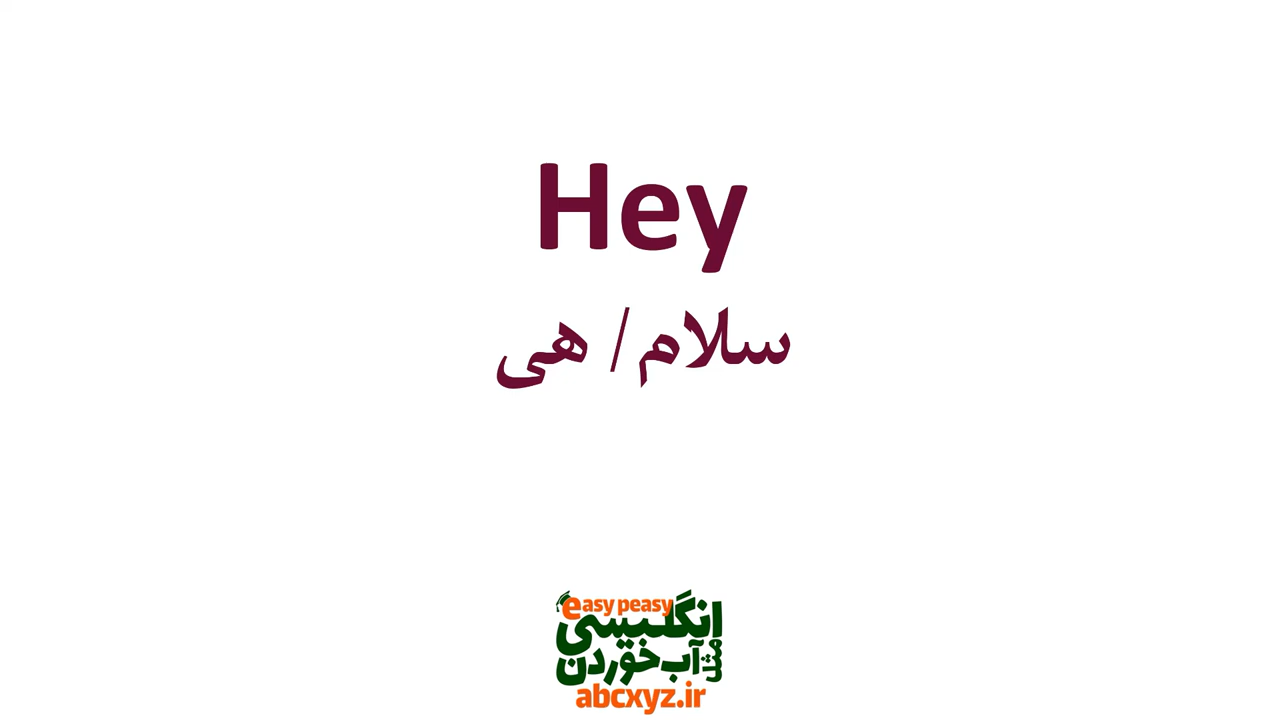 Hey
سلام/ هی
easy peasy
انگلیسی
مثل آب خوردن
abcxyz.ir